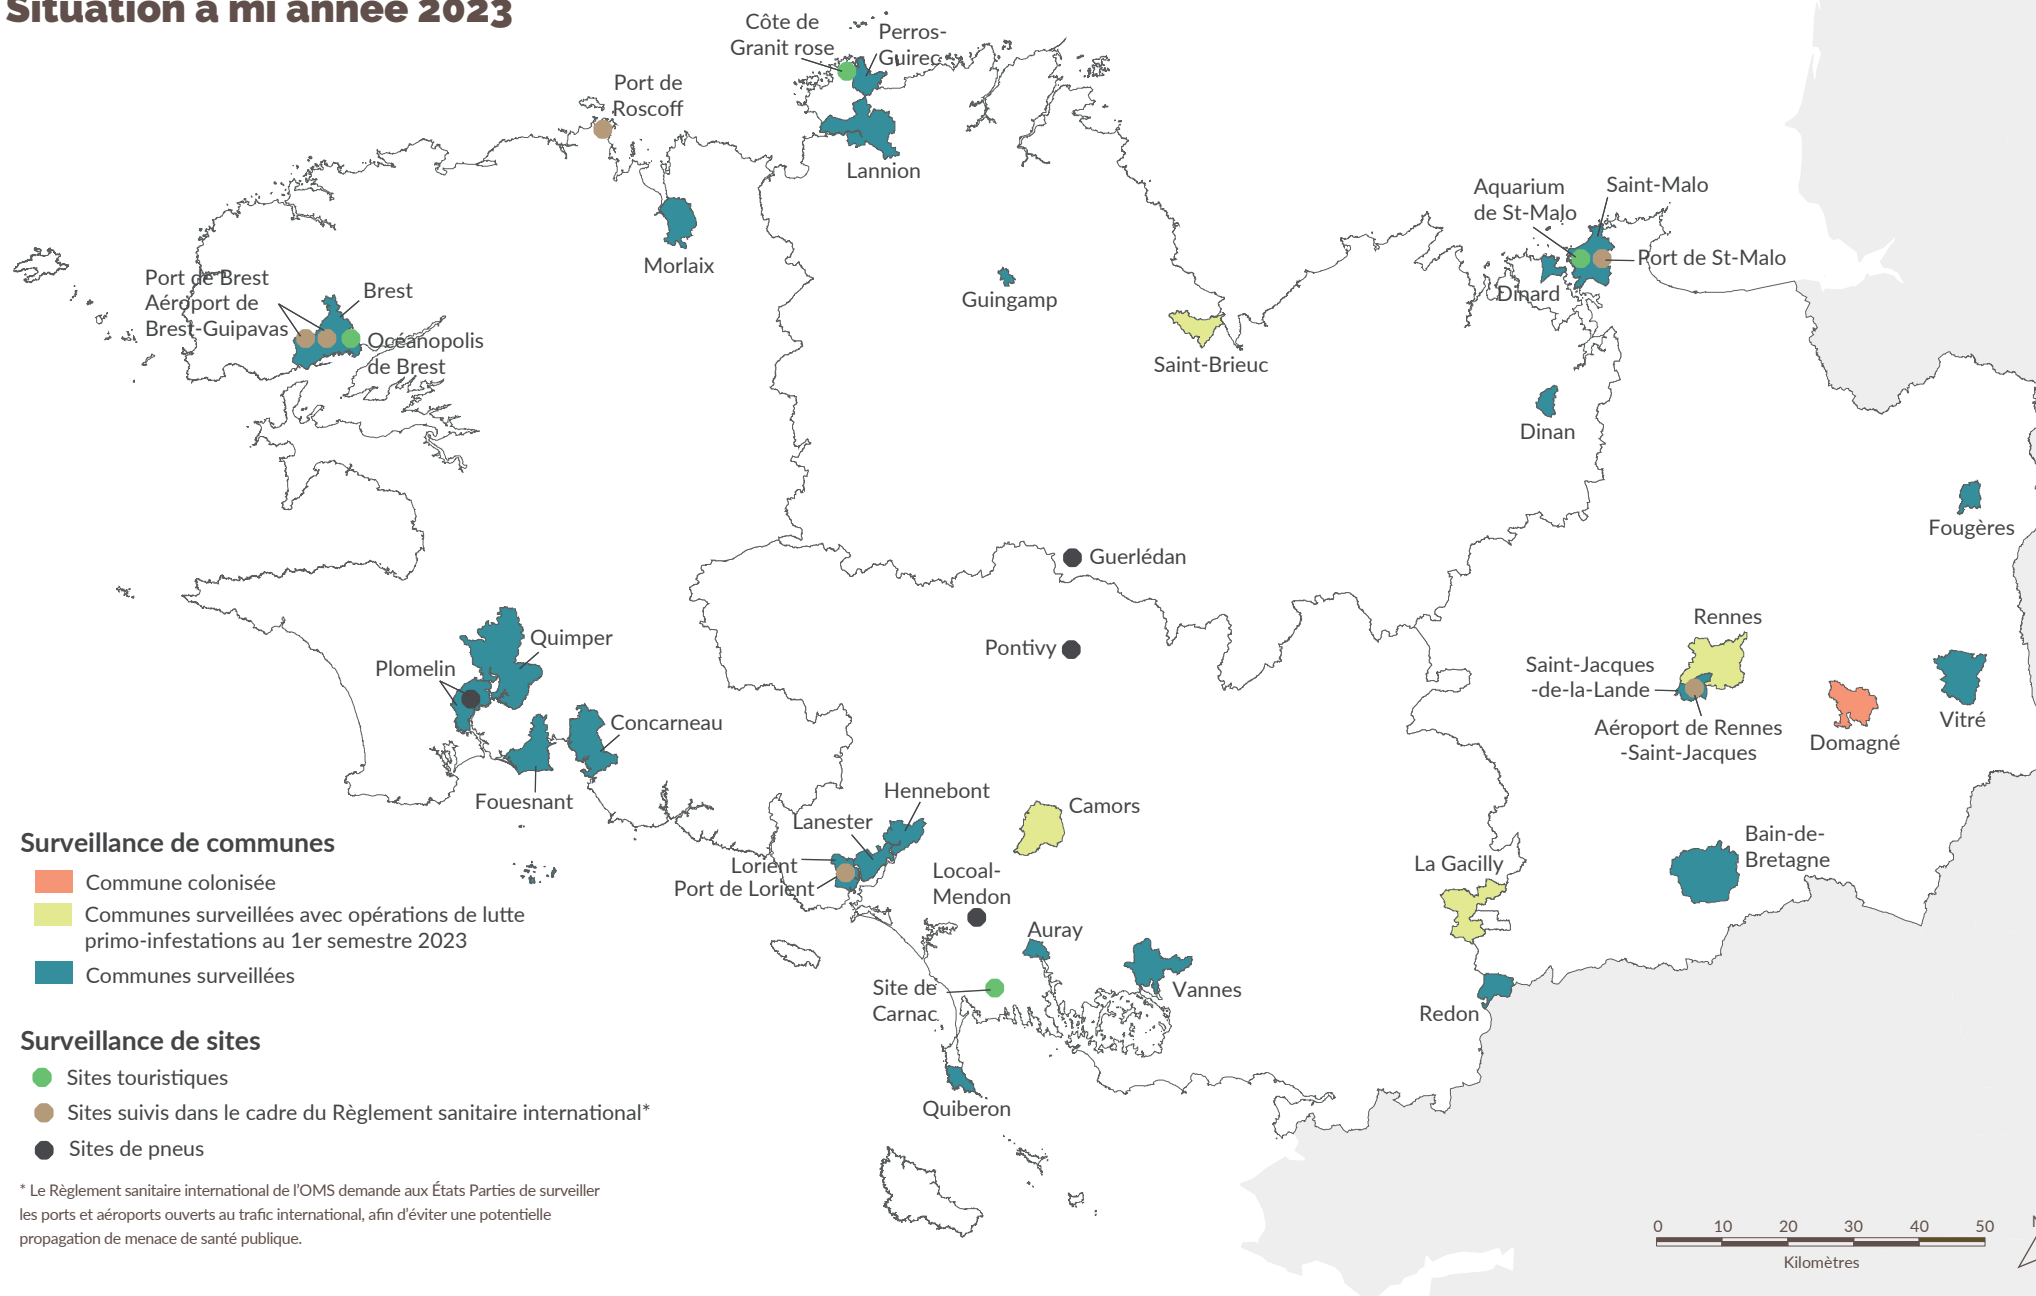 Situation à mi année 2023
Côte de
Granit rose
Perros-
Guirec
Port de
Roscoff
Lannion
Morlaix
Guingamp
Saint-Brieuc
Aquarium
de St-Malo
Saint-Malo
Port de St-Malo
Dinard
Dinan
Port de Brest
Aéroport de
Brest-Guipavas
Brest
Océanopolis
de Brest
Fougères
Guerlédan
Pontivy
Quimper
Plomelin
Concarneau
Fouesnant
Rennes
Saint-Jacques
-de-la-Lande
Aéroport de Rennes
-Saint-Jacques
Domagné
Vitré
Hennebont
Lanester
Lorient
Port de Lorient
Camors
Locoal-
Mendon
Auray
Vannes
Site de
Carnac
Quiberon
La Gacilly
Redon
Bain-de-
Bretagne
Surveillance de communes
Commune colonisée
Communes surveillées avec opérations de lutte
primo-infestations au 1er semestre 2023
Communes surveillées
Surveillance de sites
Sites touristiques
Sites suivis dans le cadre du Règlement sanitaire international*
Sites de pneus
* Le Règlement sanitaire international de l'OMS demande aux États Parties de surveiller
les ports et aéroports ouverts au trafic international, afin d'éviter une potentielle
propagation de menace de santé publique.
0 10 20 30 40 50
Kilomètres